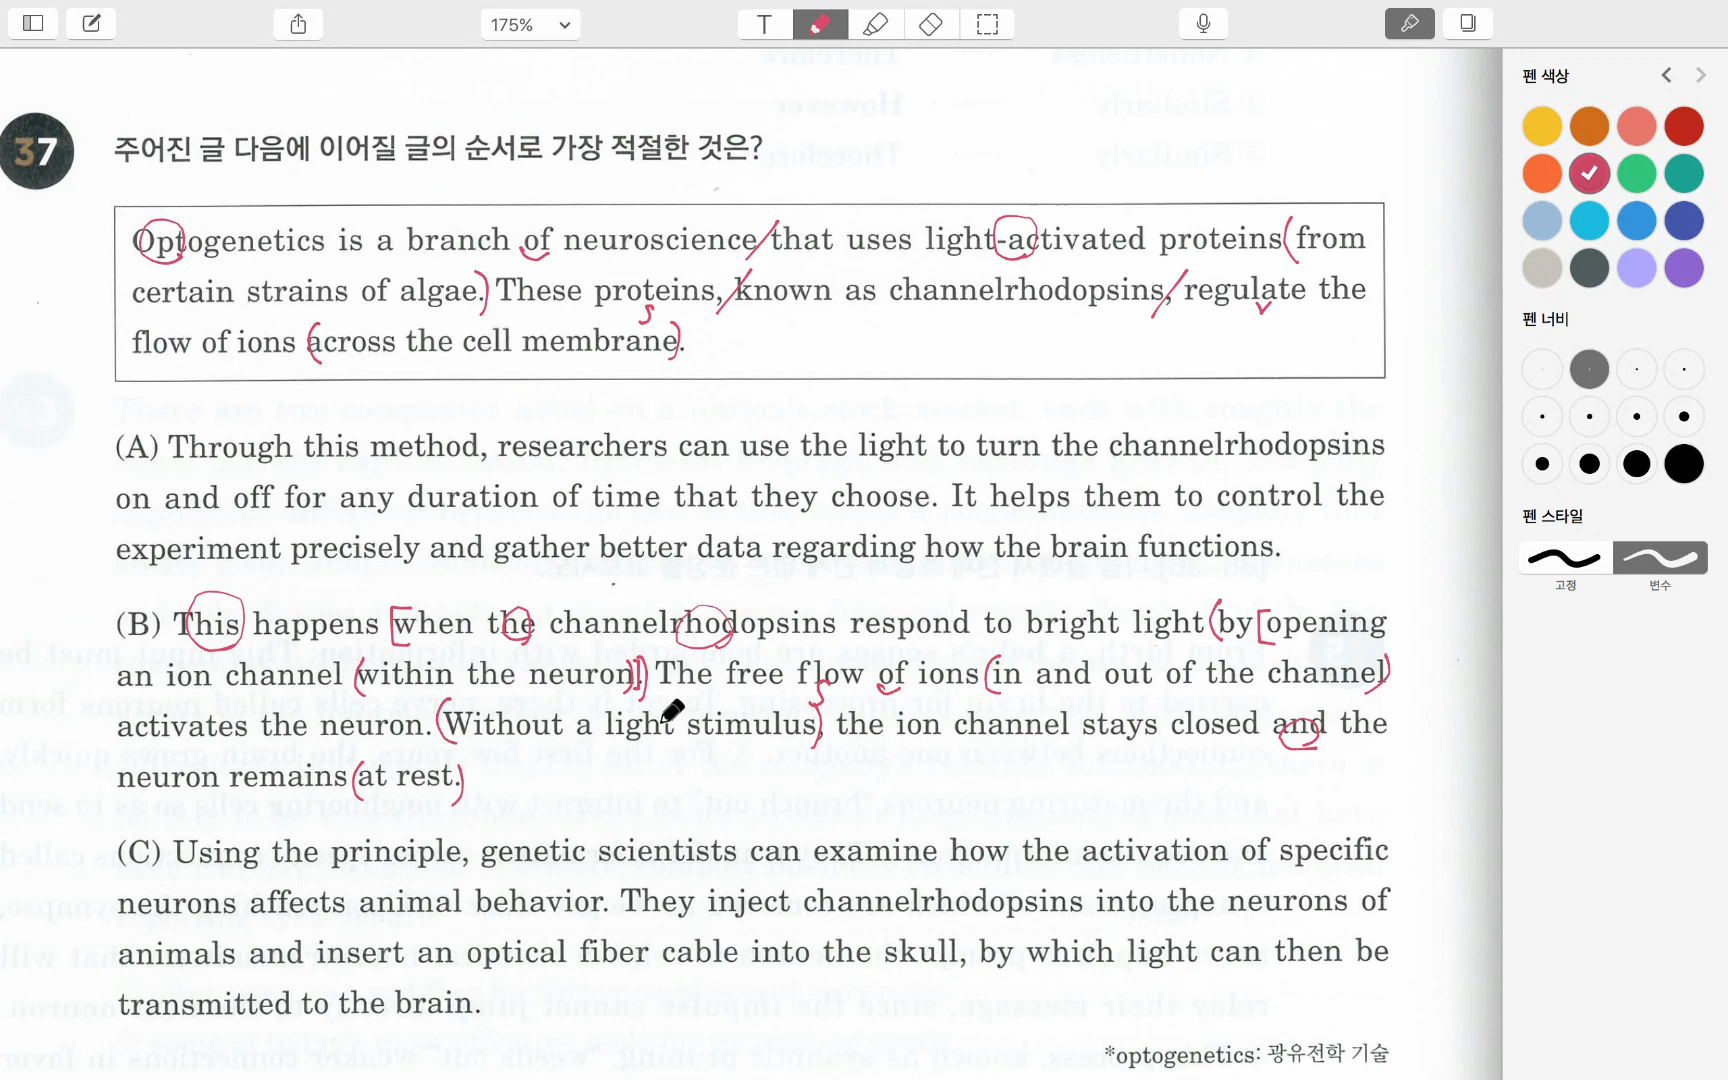 175%
T
펜 색상
37
주어진 글 다음에 이어질 글의 순서로 가장 적절한 것은?
Optogenetics is a branch of neuroscience that uses light-activated proteins from
certain strains of algae. These proteins, known as channelrhodopsins, regulate the
flow of ions across the cell membrane.
펜 너비
(A) Through this method, researchers can use the light to turn the channelrhodopsins
on and off for any duration of time that they choose. It helps them to control the
experiment precisely and gather better data regarding how the brain functions.
펜 스타일
고정
변수
(B) This happens when the channelrhodopsins respond to bright light by opening
an ion channel within the neuron. The free flow of ions in and out of the channel
activates the neuron. Without a light stimulus, the ion channel stays closed and the
neuron remains at rest.
(C) Using the principle, genetic scientists can examine how the activation of specific
neurons affects animal behavior. They inject channelrhodopsins into the neurons of
animals and insert an optical fiber cable into the skull, by which light can then be
transmitted to the brain.
*optogenetics: 광유전학 기술